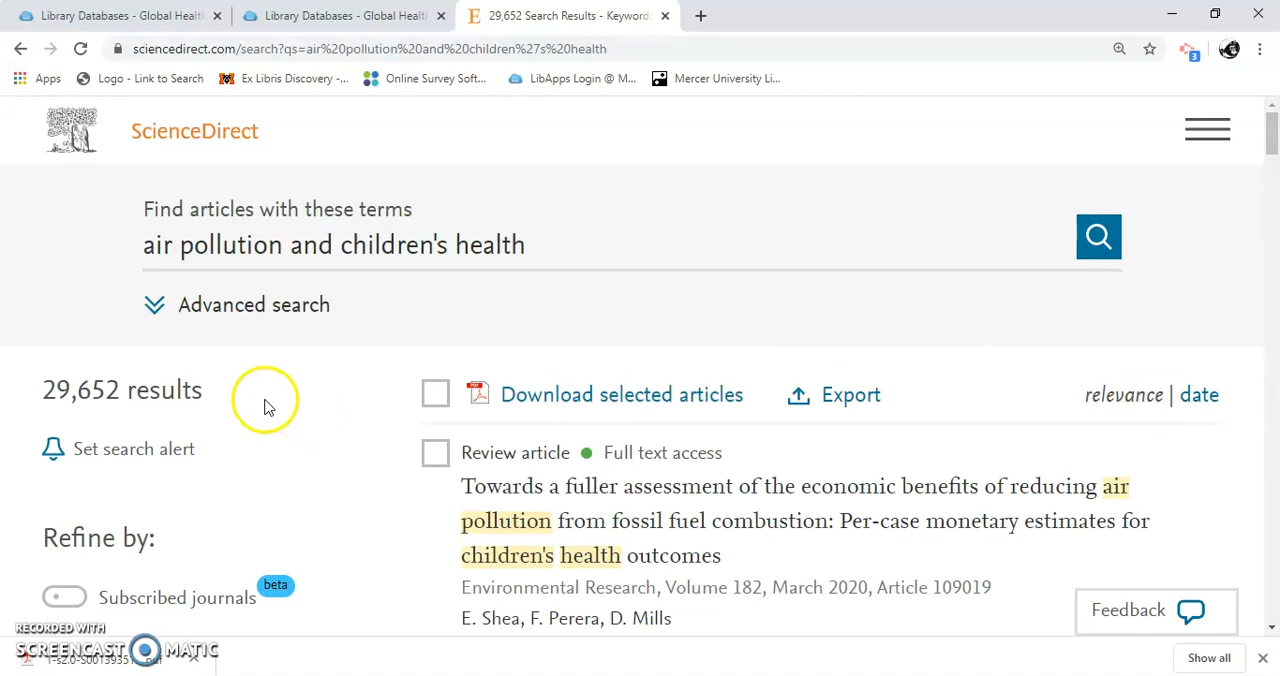 Library Databases - Global Healt
Library Databases - Global Healt
E 29,652 Search Results - Keyword
sciencedirect.com/search?qs=air%20pollution%20and%20children%27s%20health
3
Apps
Logo - Link to Search
Ex Libris Discovery -...
Online Survey Soft...
LibApps Login @ M...
Mercer University Li...
ScienceDirect
Find articles with these terms
air pollution and children's health
Advanced search
29,652 results
PDF
Download selected articles
Export
relevance | date
Set search alert
Review article
Full text access
Towards a fuller assessment of the economic benefits of reducing air
pollution from fossil fuel combustion: Per-case monetary estimates for
children's health outcomes
Environmental Research, Volume 182, March 2020, Article 109019
E. Shea, F. Perera, D. Mills
Refine by:
Subscribed journals
beta
Feedback
RECORDED WITH
SCREENCAST MATIC
Show all